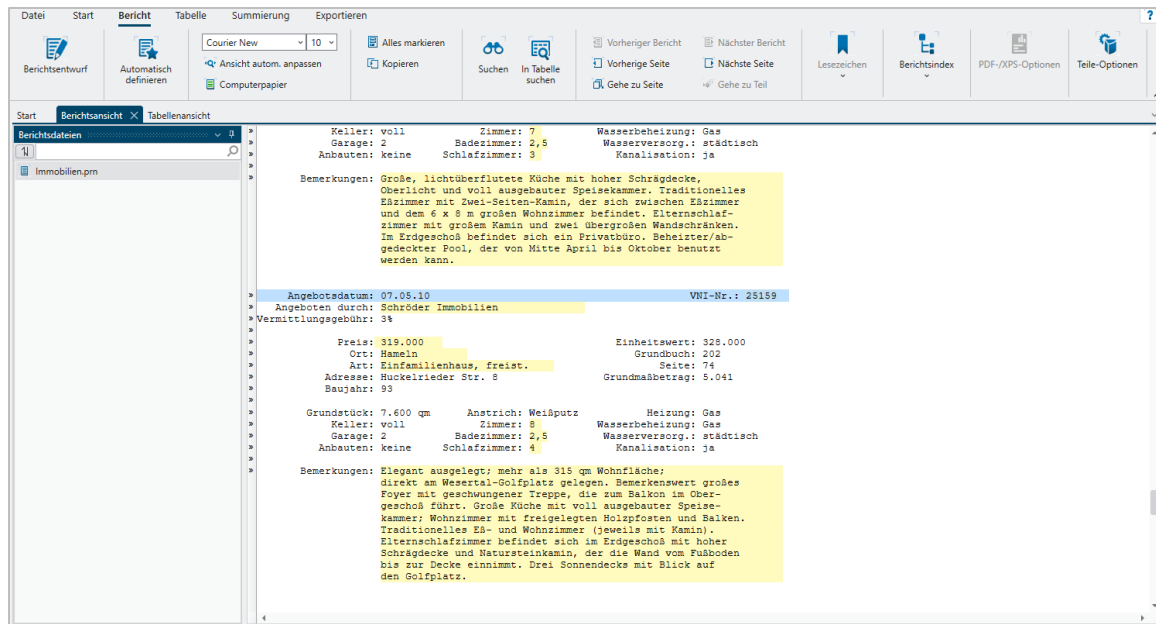 Datei Start Bericht Tabelle Summierung Exportieren ?
Berichtsentwurf
Automatisch definieren
Courier New 10
Ansicht autom. anpassen
Computerpapier
Alles markieren
Kopieren
Suchen
In Tabelle suchen
Vorheriger Bericht
Vorherige Seite
Gehe zu Seite
Nächster Bericht
Nächste Seite
Gehe zu Teil
Lesezeichen
Berichtsindex
PDF-/XPS-Optionen
Teile-Optionen
Start Berichtsansicht Tabellenansicht
Berichtsdateien
Immobilien.prn
Keller: voll Zimmer: 7 Wasserbeheizung: Gas
Garage: 2 Badezimmer: 2,5 Wasserversorg.: städtisch
Anbauten: keine Schlafzimmer: 3 Kanalisation: ja
Bemerkungen: Große, lichtüberflutete Küche mit hoher Schrägdecke,
Oberlicht und voll ausgebauter Speisekammer. Traditionelles
Eßzimmer mit Zwei-Seiten-Kamin, der sich zwischen Eßzimmer
und dem 6 x 8 m großen Wohnzimmer befindet. Elternschlaf-
zimmer mit großem Kamin und zwei übergroßen Wandschränken.
Im Erdgeschoß befindet sich ein Privatbüro. Beheizter/ab-
gedeckter Pool, der von Mitte April bis Oktober benutzt
werden kann.
Angebotsdatum: 07.05.10 VNI-Nr.: 25159
Angeboten durch: Schröder Immobilien
Vermittlungsgebühr: 3%
Preis: 319.000 Einheitswert: 328.000
Ort: Hameln Grundbuch: 202
Art: Einfamilienhaus, freist. Seite: 74
Adresse: Huckelrieder Str. 8 Grundmaßbetrag: 5.041
Baujahr: 93
Grundstück: 7.600 qm Anstrich: Weißputz Heizung: Gas
Keller: voll Zimmer: 8 Wasserbeheizung: Gas
Garage: 2 Badezimmer: 2,5 Wasserversorg.: städtisch
Anbauten: keine Schlafzimmer: 4 Kanalisation: ja
Bemerkungen: Elegant ausgelegt; mehr als 315 qm Wohnfläche;
direkt am Wesertal-Golfplatz gelegen. Bemerkenswert großes
Foyer mit geschwungener Treppe, die zum Balkon im Ober-
geschoß führt. Große Küche mit voll ausgebauter Speise-
kammer; Wohnzimmer mit freigelegten Holzpfosten und Balken.
Traditionelles Eß- und Wohnzimmer (jeweils mit Kamin).
Elternschlafzimmer befindet sich im Erdgeschoß mit hoher
Schrägdecke und Natursteinkamin, der die Wand vom Fußboden
bis zur Decke einnimmt. Drei Sonnendecks mit Blick auf
den Golfplatz.